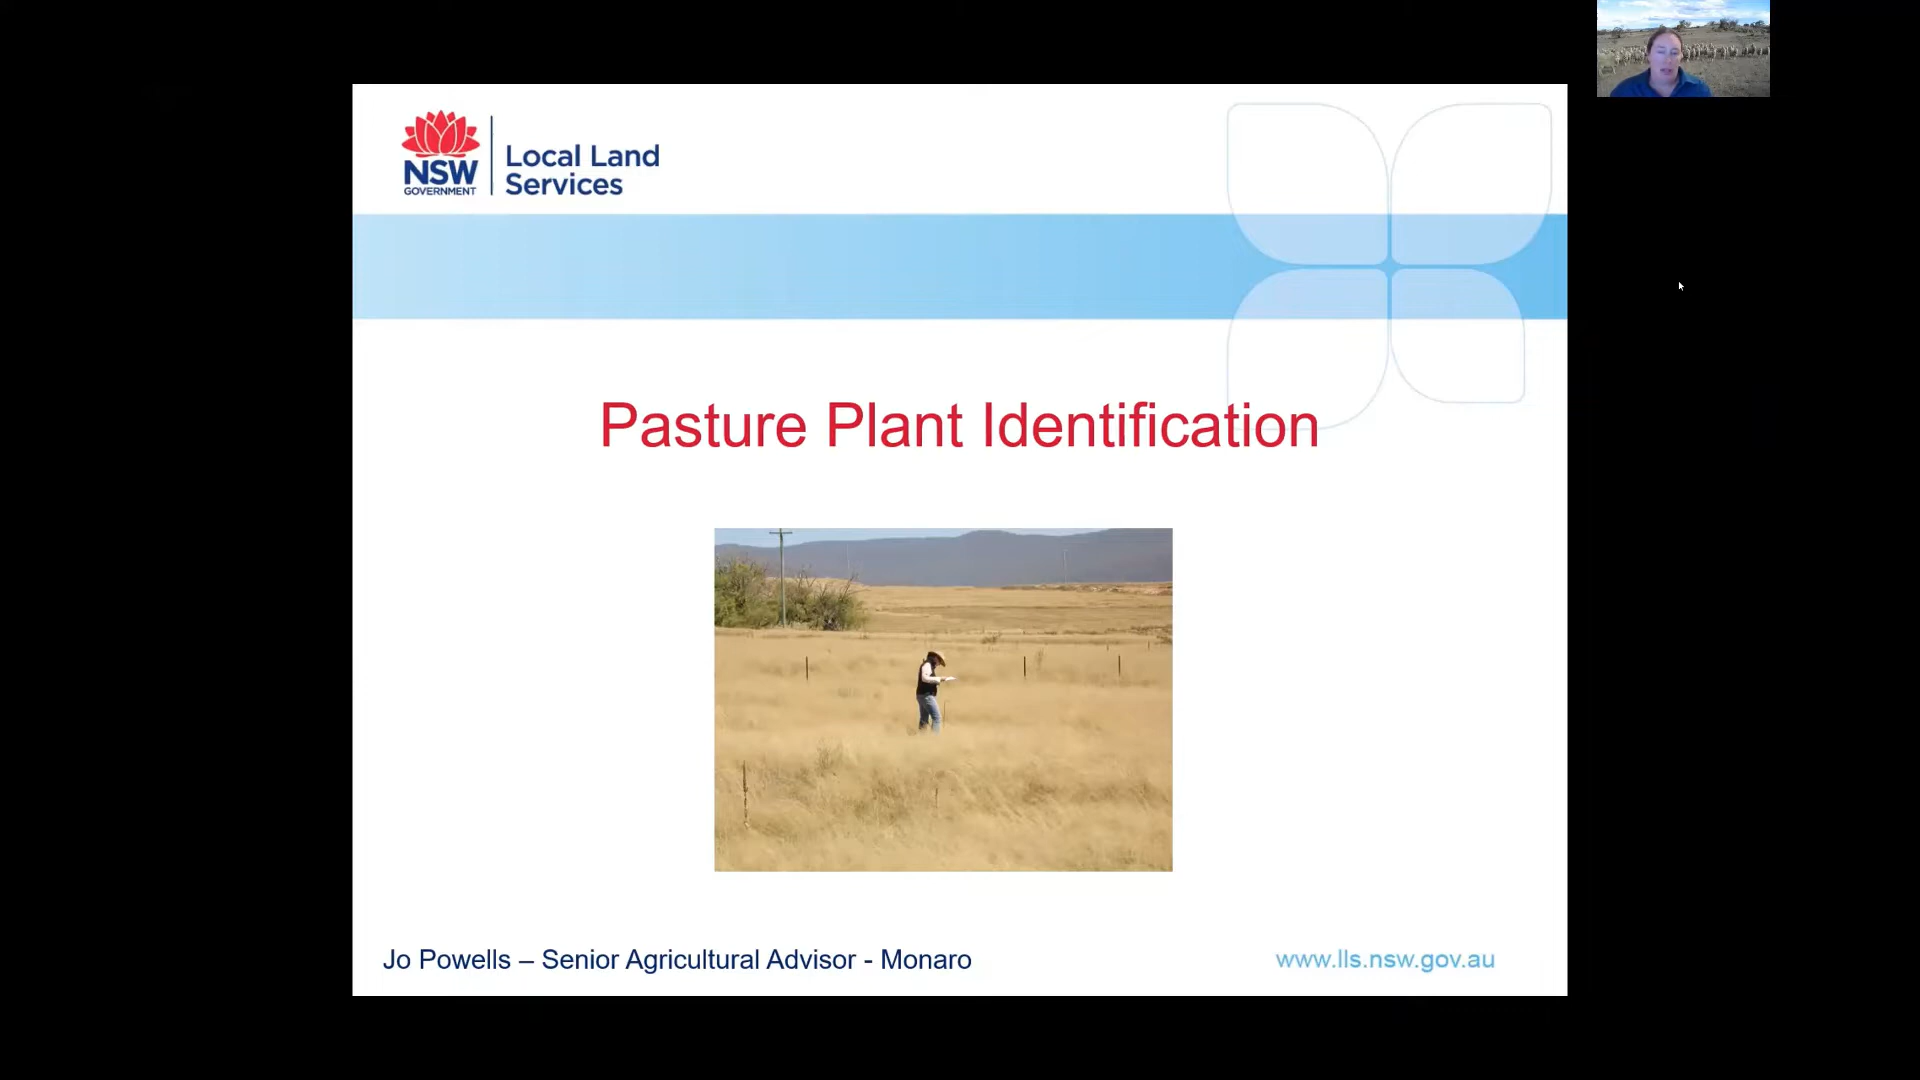 NSW
GOVERNMENT
Local Land
Services
Pasture Plant Identification
Jo Powells – Senior Agricultural Advisor - Monaro
www.lls.nsw.gov.au